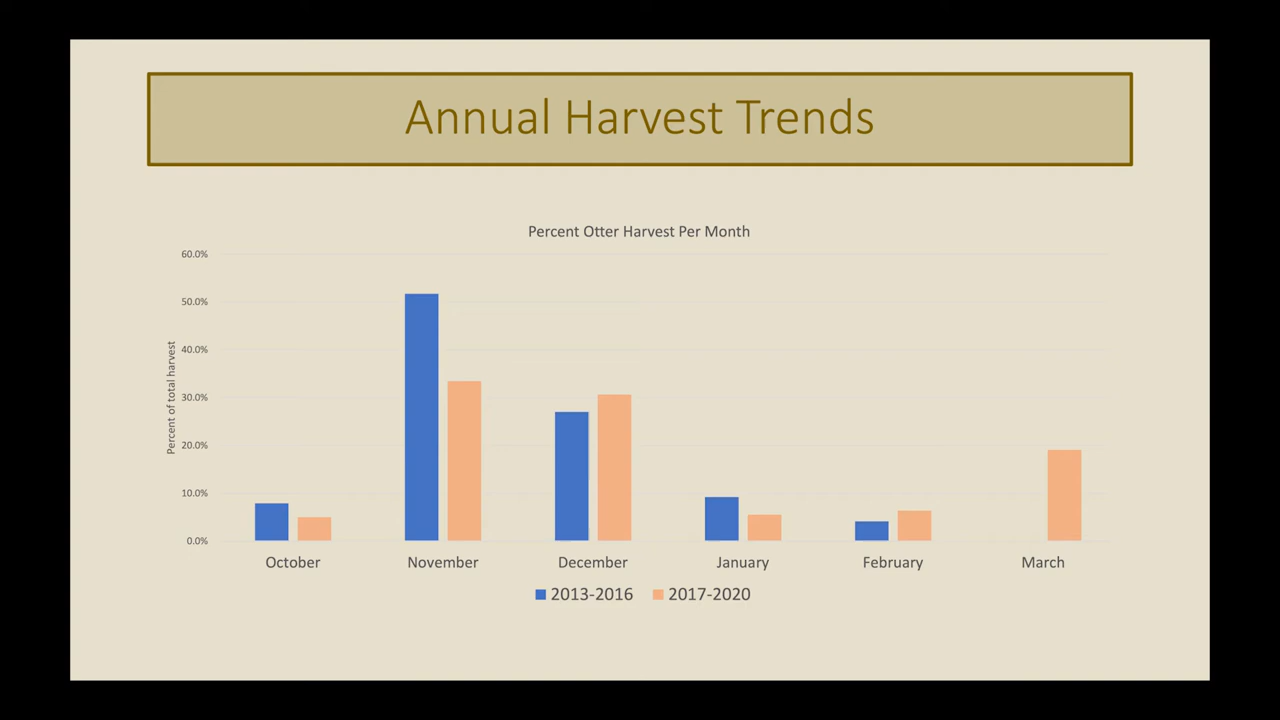 Annual Harvest Trends
Percent Otter Harvest Per Month
60.0%
50.0%
40.0%
30.0%
20.0%
10.0%
0.0%
Percent of total harvest
October November December January February March
2013-2016 2017-2020